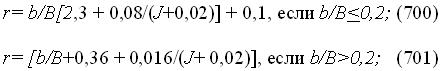 r= b/B[2,3 + 0,08/(J+0,02)] + 0,1, если b/B≤0,2; (700)
r= [b/B+0,36 + 0,016/(J+ 0,02)], если b/B>0,2; (701)